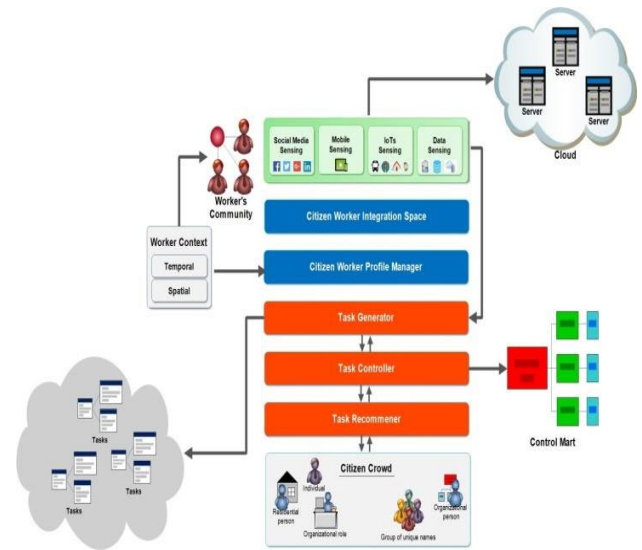 Server
Server
Server
Cloud
Social Media
Sensing
Mobile
Sensing
IoTs
Sensing
Data
Sensing
Worker's
Community
Citizen Worker Integration Space
Worker Context
Temporal
Spatial
Citizen Worker Profile Manager
Task Generator
Task Controller
Task Recommener
Control Mart
Tasks
Tasks
Tasks
Citizen Crowd
Individual
Residential
person
Organizational role
Group of unique names
Organizational
person